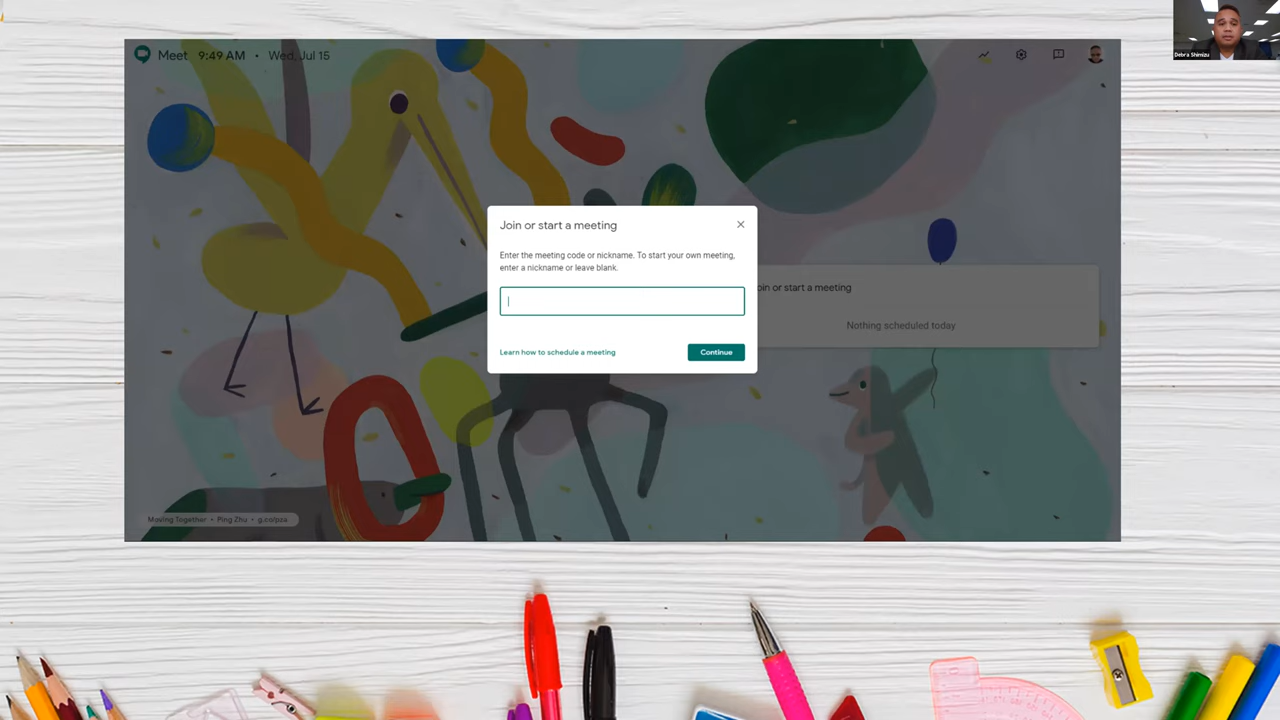 Debra Shimizu
Meet 9:49 AM • Wed, Jul 15
Join or start a meeting
Enter the meeting code or nickname. To start your own meeting,
enter a nickname or leave blank.
Learn how to schedule a meeting
Continue
oin or start a meeting
Nothing scheduled today
Moving Together • Ping Zhu • g.co/pza